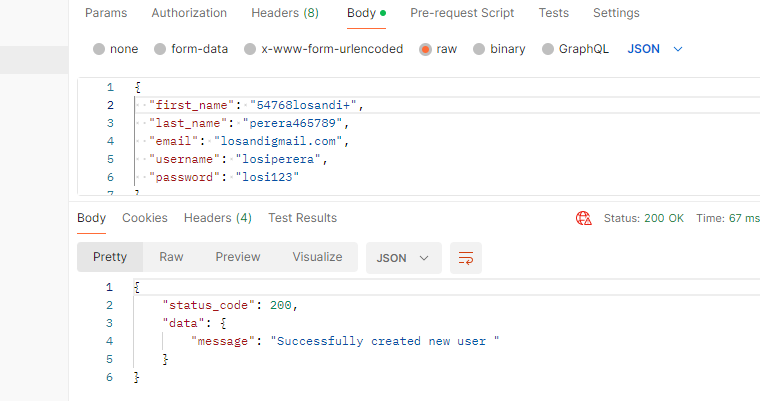 Params Authorization Headers (8) Body Pre-request Script Tests Settings
none form-data x-www-form-urlencoded raw binary GraphQL JSON
1 {
2 "first_name": "54768losandi+",
3 "last_name": "perera465789",
4 "email": "losandigmail.com",
5 "username": "losiperera",
6 "password": "losi123"
7 }
Body Cookies Headers (4) Test Results Status: 200 OK Time: 67 ms
Pretty Raw Preview Visualize JSON
1 {
2 "status_code": 200,
3 "data": {
4 "message": "Successfully created new user "
5 }
6 }